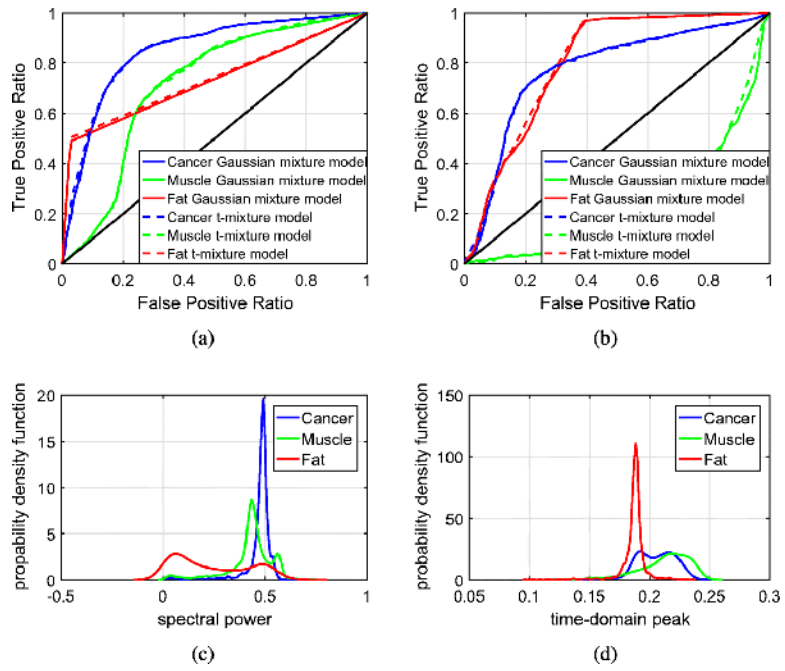 1
0.8
0.6
0.4
0.2
0
True Positive Ratio
Cancer Gaussian mixture model
Muscle Gaussian mixture model
Fat Gaussian mixture model
Cancer t-mixture model
Muscle t-mixture model
Fat t-mixture model
0 0.2 0.4 0.6 0.8 1
False Positive Ratio
(a)
1
0.8
0.6
0.4
0.2
0
True Positive Ratio
Cancer Gaussian mixture model
Muscle Gaussian mixture model
Fat Gaussian mixture model
Cancer t-mixture model
Muscle t-mixture model
Fat t-mixture model
0 0.2 0.4 0.6 0.8 1
False Positive Ratio
(b)
20
15
10
5
0
propability density function
Cancer
Muscle
Fat
-0.5 0 0.5 1
spectral power
(c)
150
100
50
0
probability density function
Cancer
Muscle
Fat
0.05 0.1 0.15 0.2 0.25 0.3
time-domain peak
(d)